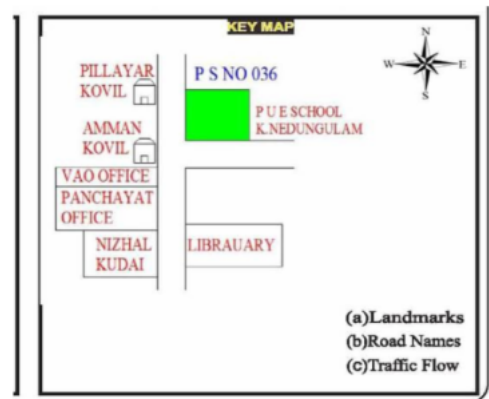 KEY MAP
N
W E
S
PILLAYAR
KOVIL
P S NO 036
P U E SCHOOL
K.NEDUNGULAM
AMMAN
KOVIL
VAO OFFICE
PANCHAYAT
OFFICE
NIZHAL
KUDAI
LIBRAUARY
(a)Landmarks
(b)Road Names
(c)Traffic Flow